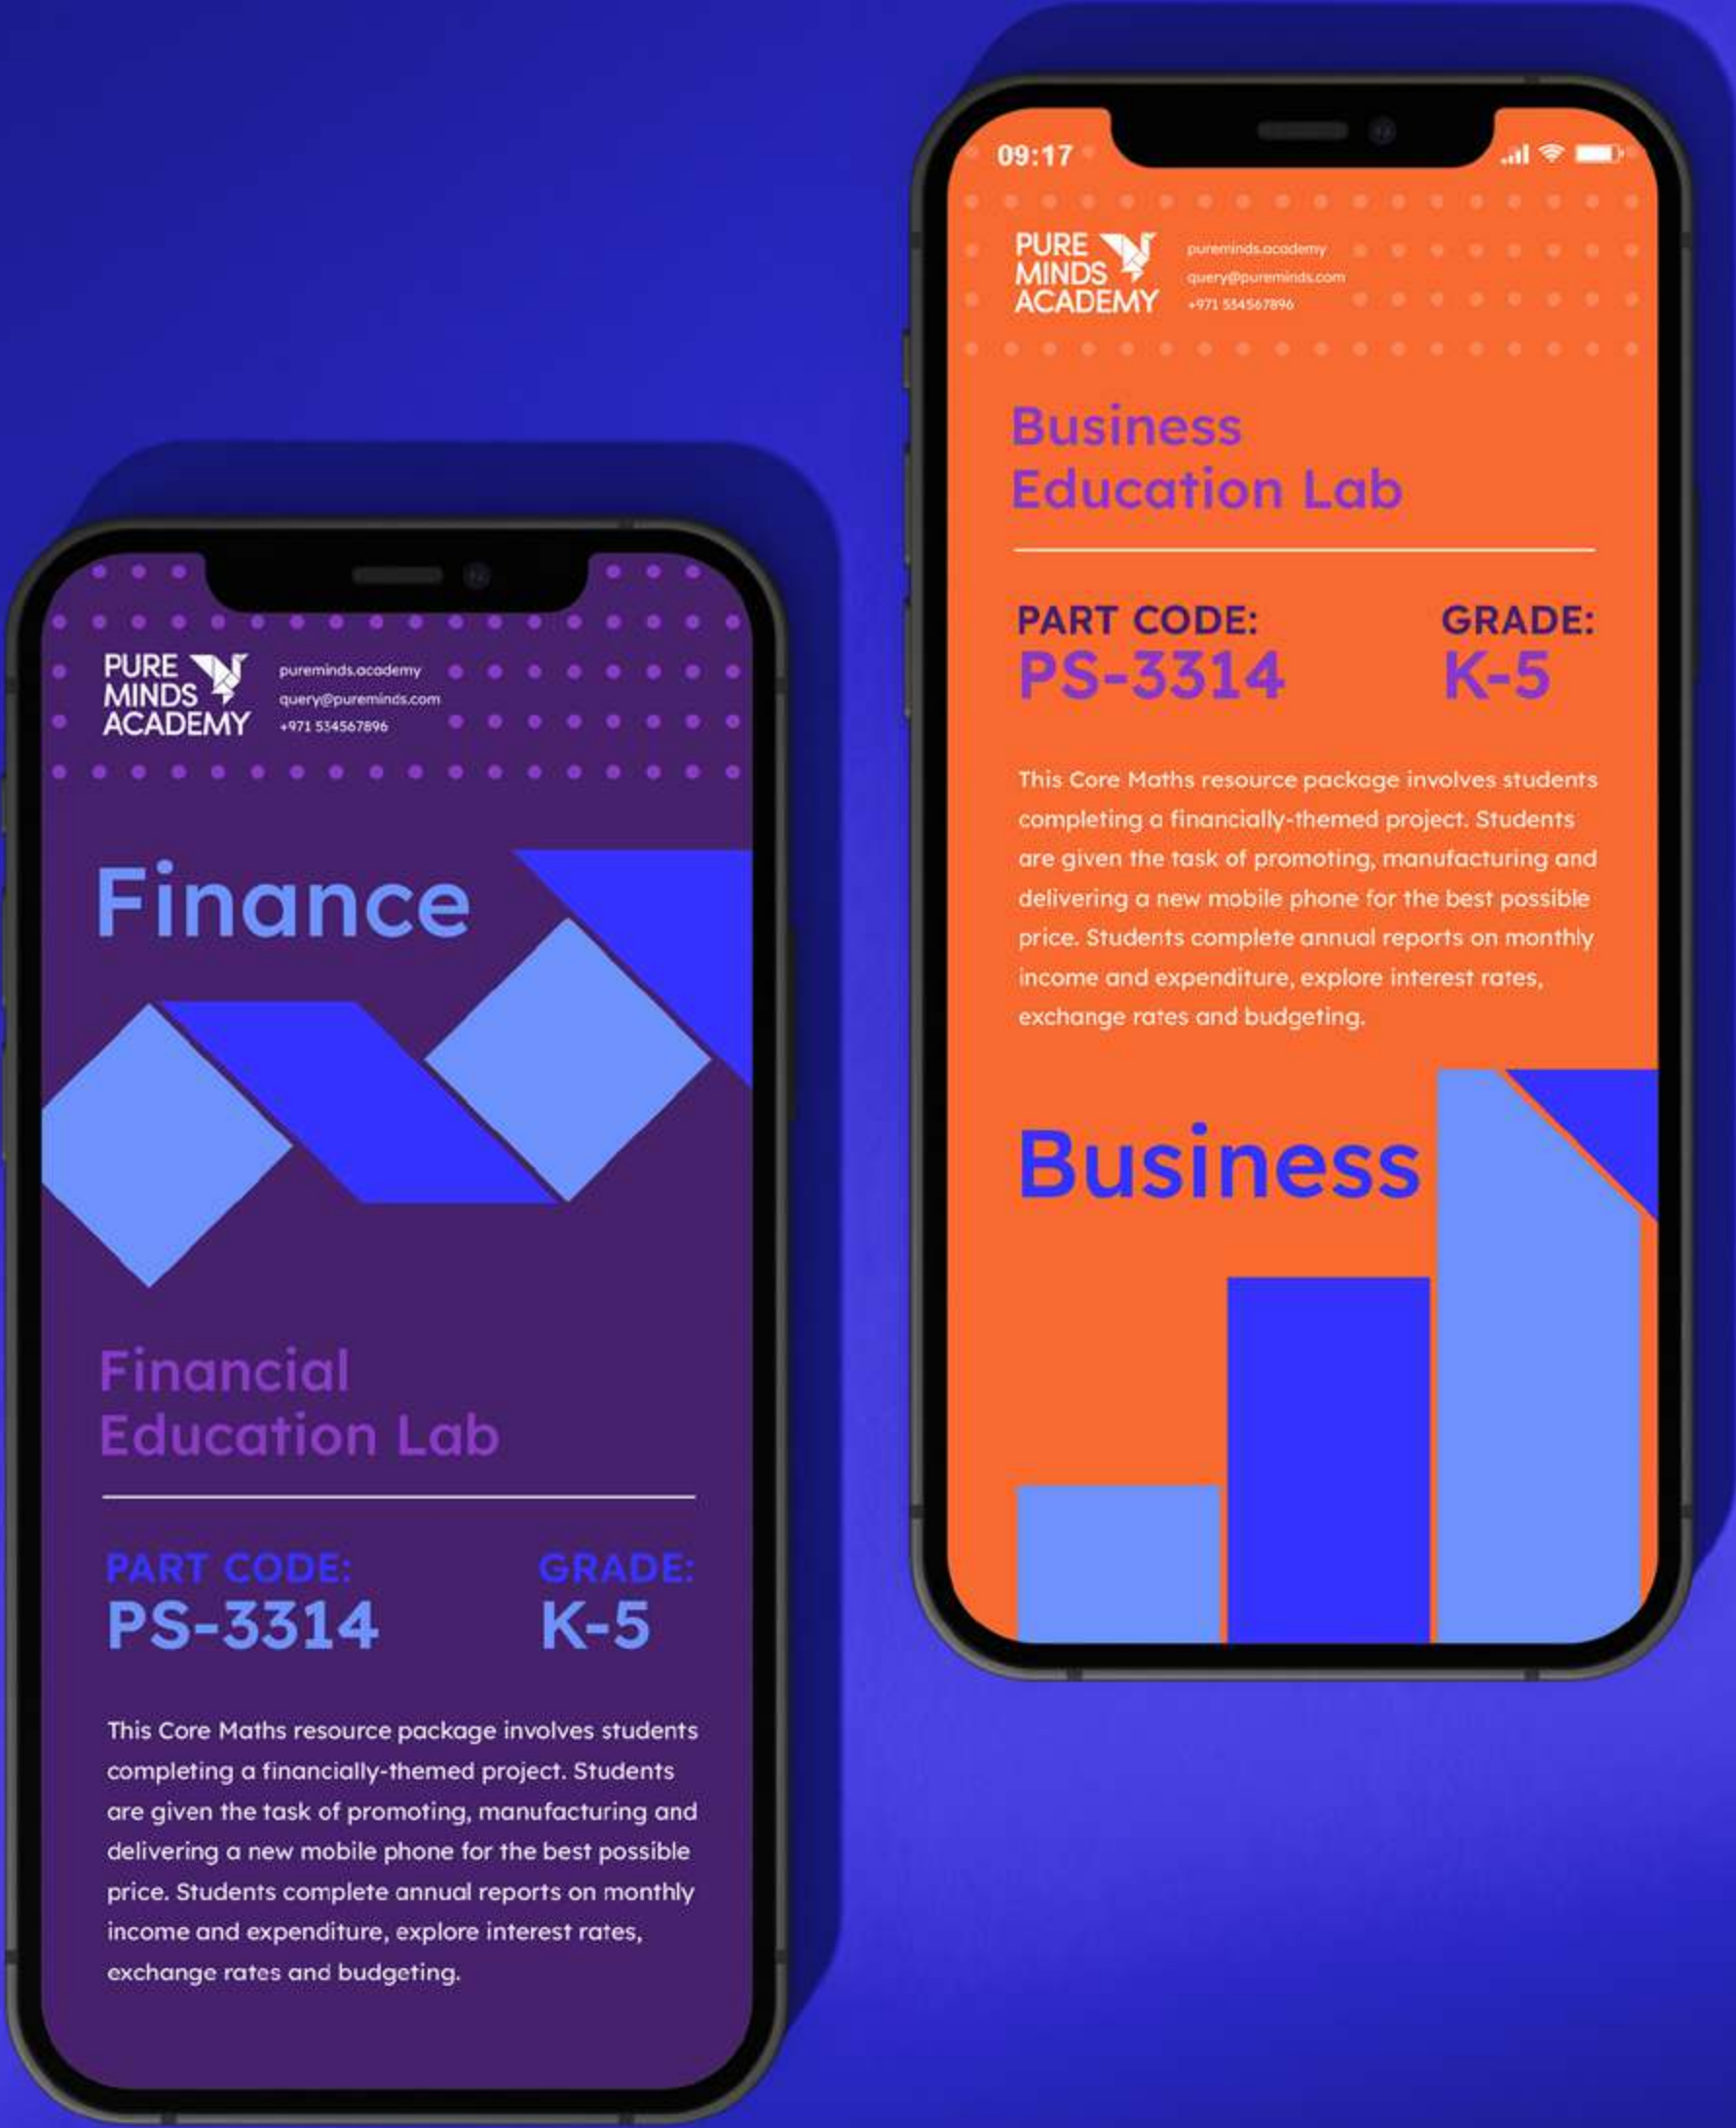 PURE
MINDS
ACADEMY
pureminds.academy
query@pureminds.com
+971 534567896
Finance
Financial
Education Lab
PART CODE:
PS-3314
GRADE:
K-5
This Core Maths resource package involves students
completing a financially-themed project. Students
are given the task of promoting, manufacturing and
delivering a new mobile phone for the best possible
price. Students complete annual reports on monthly
income and expenditure, explore interest rates,
exchange rates and budgeting.
09:17
PURE
MINDS
ACADEMY
pureminds.academy
query@pureminds.com
+971 534567896
Business
Education Lab
PART CODE:
PS-3314
GRADE:
K-5
This Core Maths resource package involves students
completing a financially-themed project. Students
are given the task of promoting, manufacturing and
delivering a new mobile phone for the best possible
price. Students complete annual reports on monthly
income and expenditure, explore interest rates,
exchange rates and budgeting.
Business